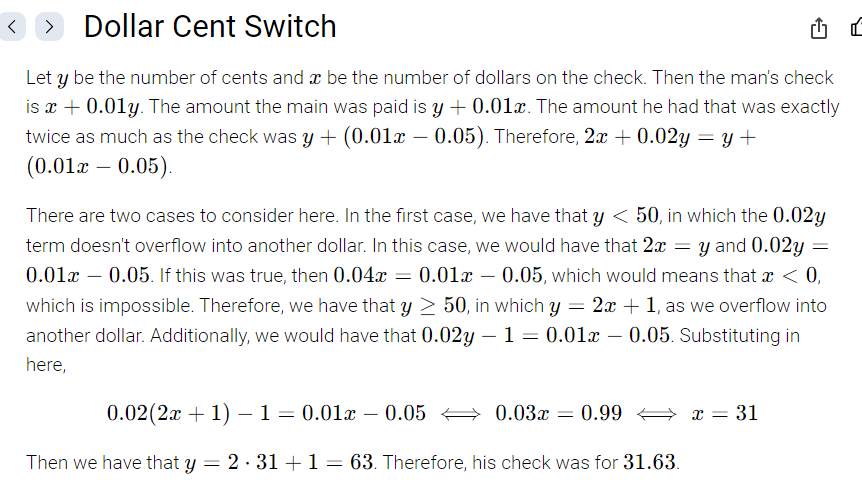 Dollar Cent Switch
Let y be the number of cents and x be the number of dollars on the check. Then the man's check
is x + 0.01y. The amount the main was paid is y + 0.01x. The amount he had that was exactly
twice as much as the check was y + (0.01x − 0.05). Therefore, 2x + 0.02y = y +
(0.01x − 0.05).
There are two cases to consider here. In the first case, we have that y < 50, in which the 0.02y
term doesn't overflow into another dollar. In this case, we would have that 2x = y and 0.02y =
0.01x − 0.05. If this was true, then 0.04x = 0.01x − 0.05, which would means that x < 0,
which is impossible. Therefore, we have that y ≥ 50, in which y = 2x + 1, as we overflow into
another dollar. Additionally, we would have that 0.02y − 1 = 0.01x − 0.05. Substituting in
here,
0.02(2x + 1) − 1 = 0.01x − 0.05 ⟺ 0.03x = 0.99 ⟺ x = 31
Then we have that y = 2 · 31 + 1 = 63. Therefore, his check was for 31.63.